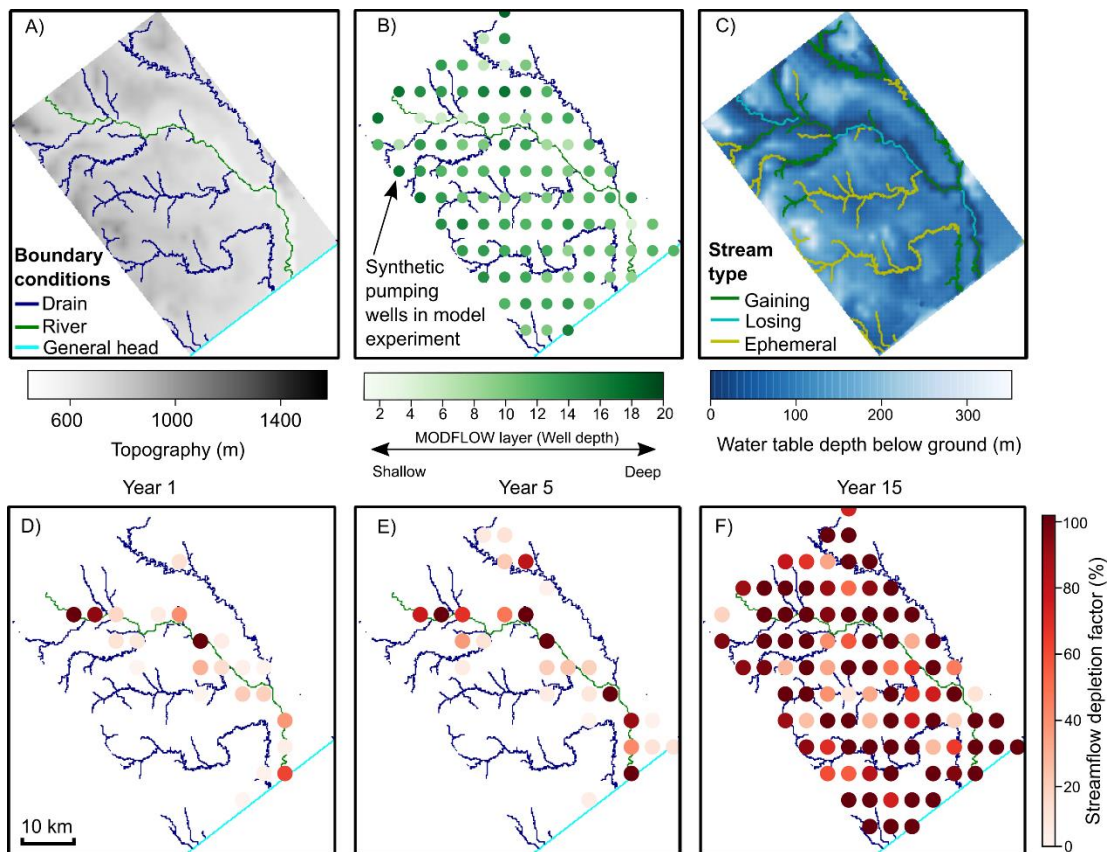 A)
Boundary
conditions
Drain
River
General head
600 1000 1400
Topography (m)
B)
Synthetic
pumping
wells in model
experiment
2 4 6 8 10 12 14 16 18 20
MODFLOW layer (Well depth)
Shallow Deep
C)
Stream
type
Gaining
Losing
Ephemeral
0 100 200 300
Water table depth below ground (m)
Year 1
D)
10 km
Year 5
E)
Year 15
F)
100
80
60
40
20
0
Streamflow depletion factor (%)